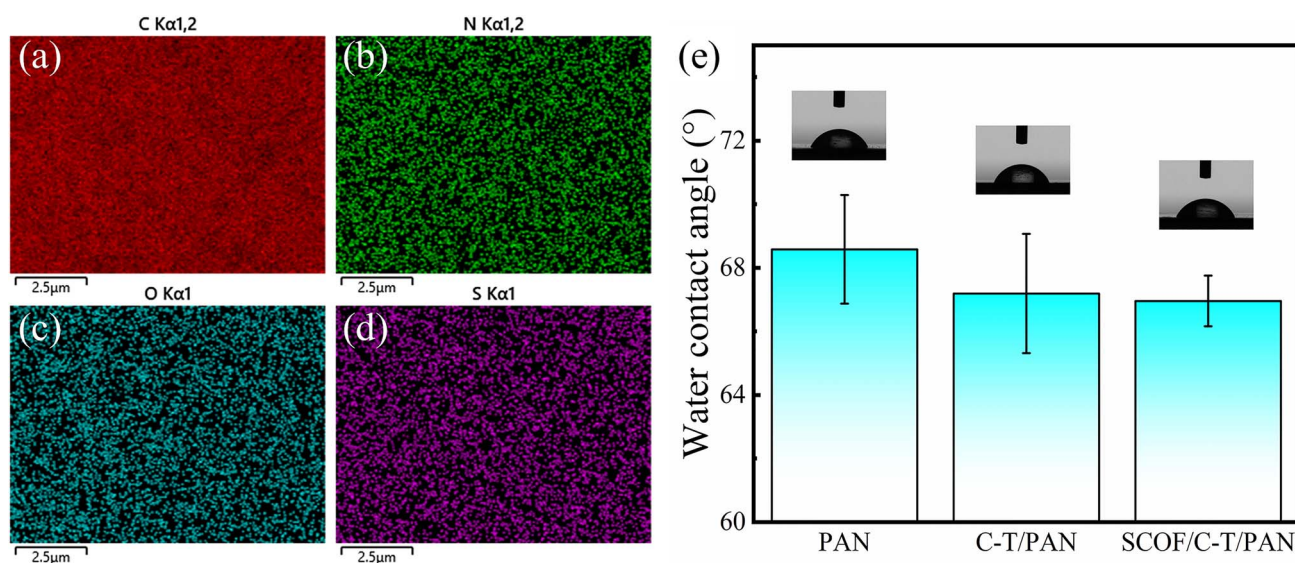 C Kα1,2
(a)
2.5μm
N Kα1,2
(b)
2.5μm
O Kα1
(c)
2.5μm
S Kα1
(d)
2.5μm
(e)
Water contact angle (°)
72
68
64
60
PAN
C-T/PAN
SCOF/C-T/PAN